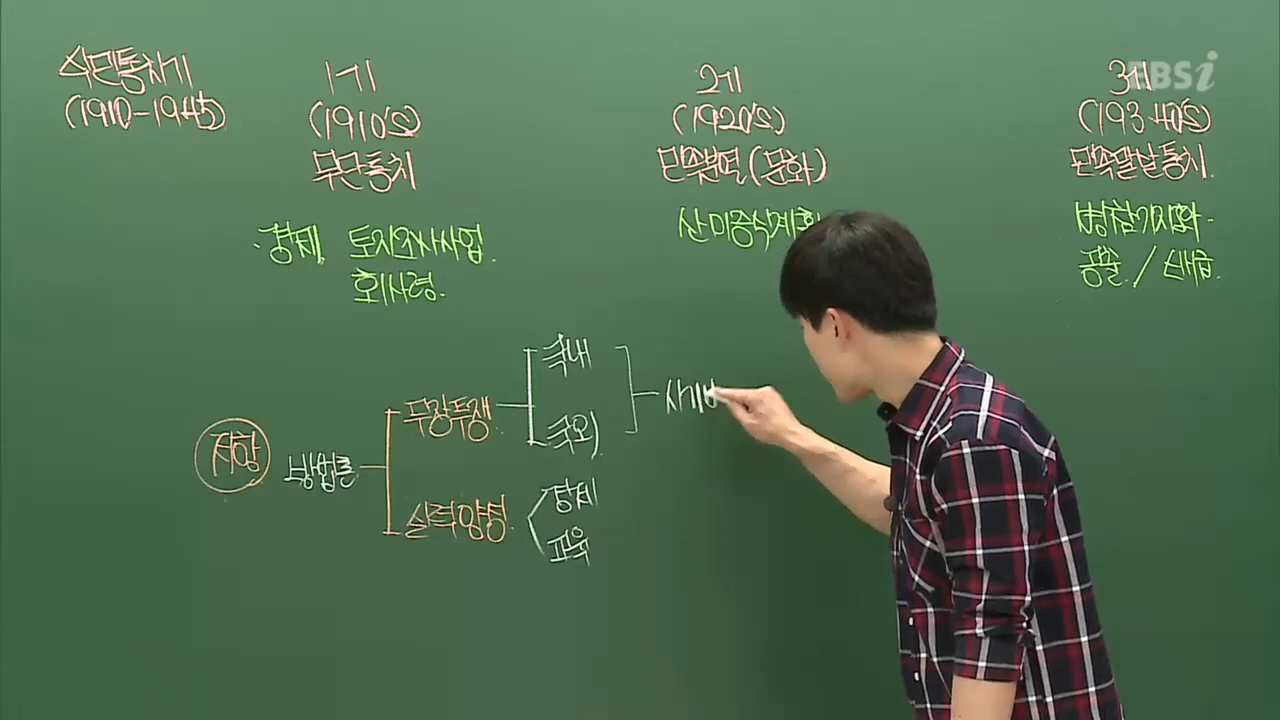 식민통치기
(1910-1945)
1기
(1910's)
무단통치
2기
(1920's)
민족분열(문화)
3기
(193·40's)
민족말살통치.
EBSi
·경제. 토지조사사업.
회사령.
산미증식계획
병참기지화·
공출./ 배급.
저항
방법론
무장투쟁
국내
국외
실력양성.
경제
교육